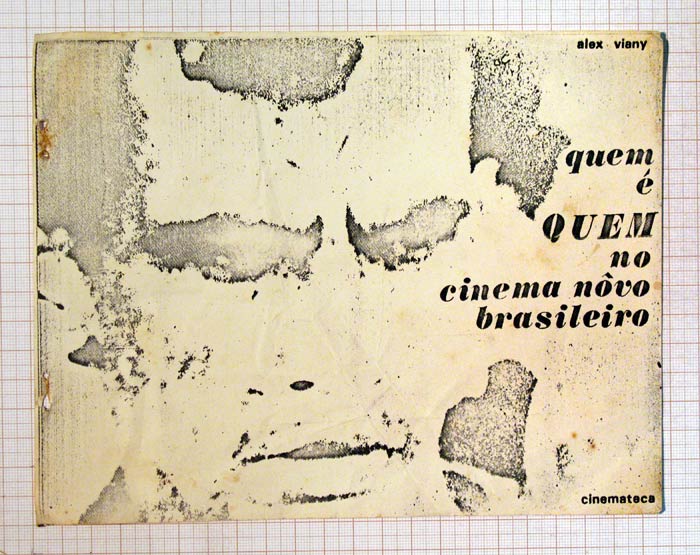 alex viany
quem
é
QUEM
no
cinema nôvo
brasileiro
cinemateca